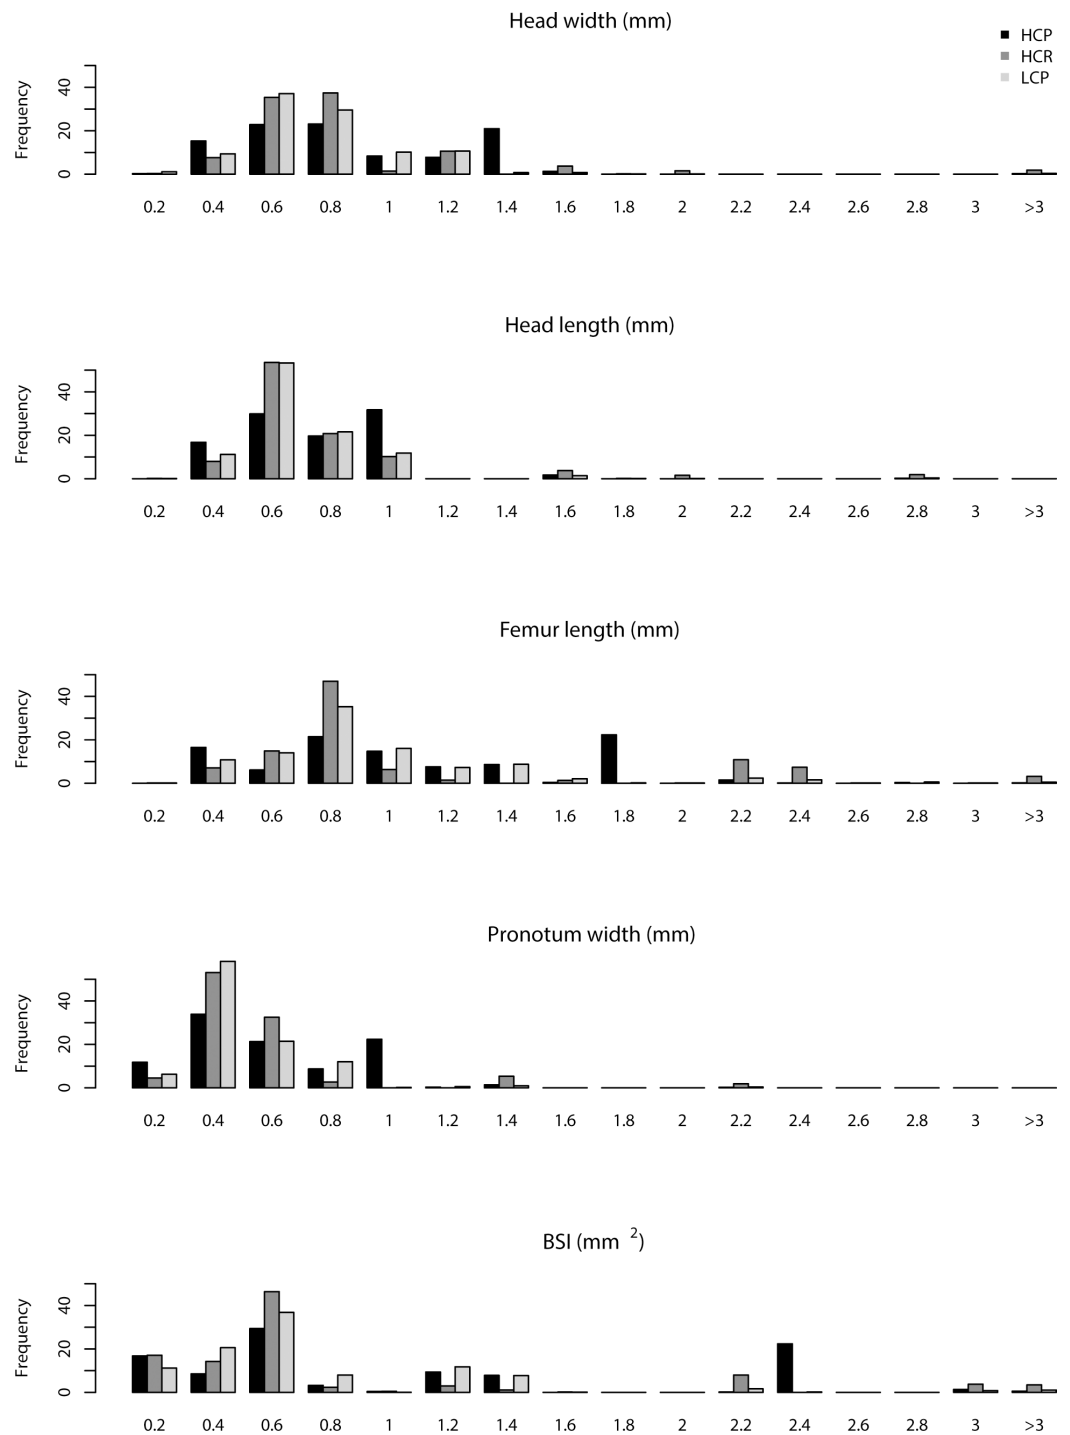 Head width (mm)
HCP
HCR
LCP
Frequency
0 20 40
0.2 0.4 0.6 0.8 1 1.2 1.4 1.6 1.8 2 2.2 2.4 2.6 2.8 3 >3
Head length (mm)
Frequency
0 20 40
0.2 0.4 0.6 0.8 1 1.2 1.4 1.6 1.8 2 2.2 2.4 2.6 2.8 3 >3
Femur length (mm)
Frequency
0 20 40
0.2 0.4 0.6 0.8 1 1.2 1.4 1.6 1.8 2 2.2 2.4 2.6 2.8 3 >3
Pronotum width (mm)
Frequency
0 20 40
0.2 0.4 0.6 0.8 1 1.2 1.4 1.6 1.8 2 2.2 2.4 2.6 2.8 3 >3
BSI (mm ²)
Frequency
0 20 40
0.2 0.4 0.6 0.8 1 1.2 1.4 1.6 1.8 2 2.2 2.4 2.6 2.8 3 >3